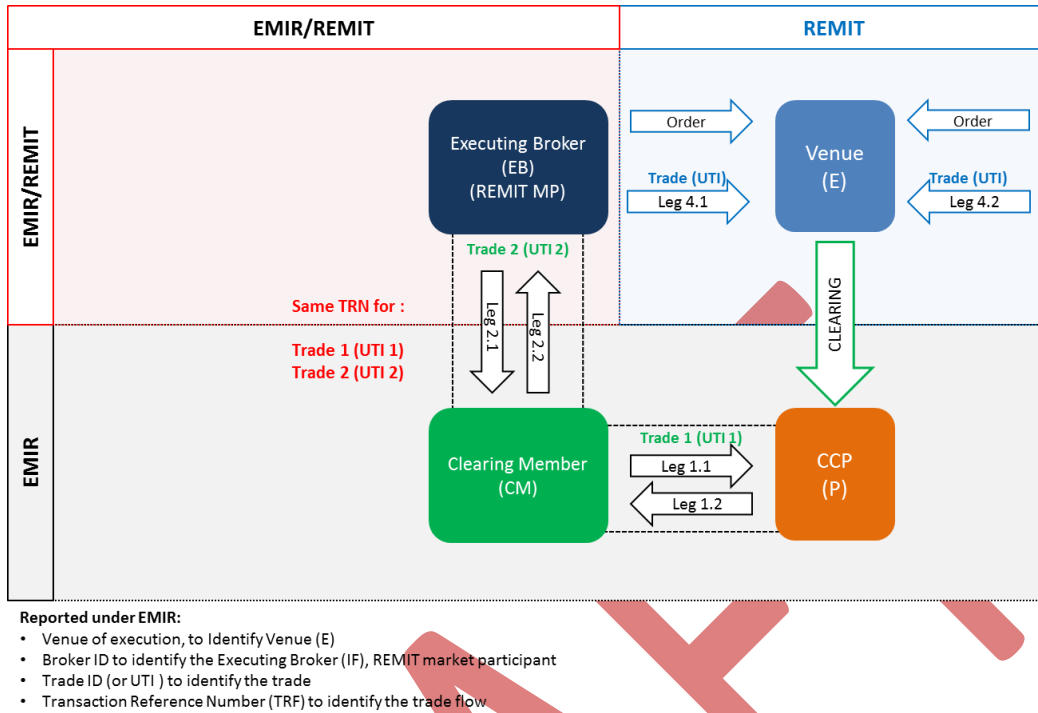 EMIR/REMIT
REMIT
EMIR/REMIT
Executing Broker
(EB)
(REMIT MP)
Order
Venue
(E)
Order
Trade (UTI)
Leg 4.1
Trade (UTI)
Leg 4.2
Trade 2 (UTI 2)
Leg 2.1
Leg 2.2
CLEARING
Same TRN for :
Trade 1 (UTI 1)
Trade 2 (UTI 2)
EMIR
Clearing Member
(CM)
Trade 1 (UTI 1)
Leg 1.1
Leg 1.2
CCP
(P)
Reported under EMIR:
• Venue of execution, to Identify Venue (E)
• Broker ID to identify the Executing Broker (IF), REMIT market participant
• Trade ID (or UTI ) to identify the trade
• Transaction Reference Number (TRF) to identify the trade flow